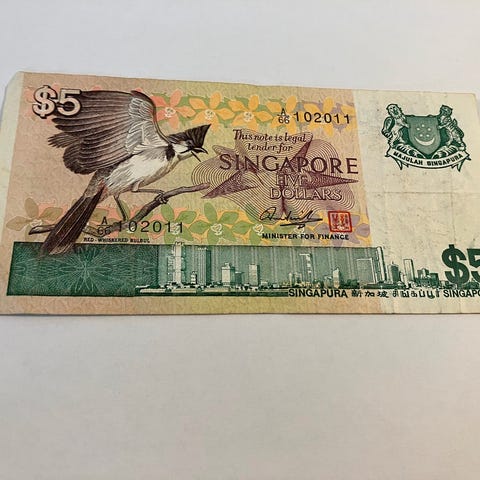 $5
A/66 102011
This note is legal
tender for
SINGAPORE
FIVE
DOLLARS
MINISTER FOR FINANCE
A/66 102011
RED-WHISKERED BULBUL
MAJULAH SINGAPURA
$5
SINGAPURA 新加坡 சிங்கப்பூர் SINGAPO